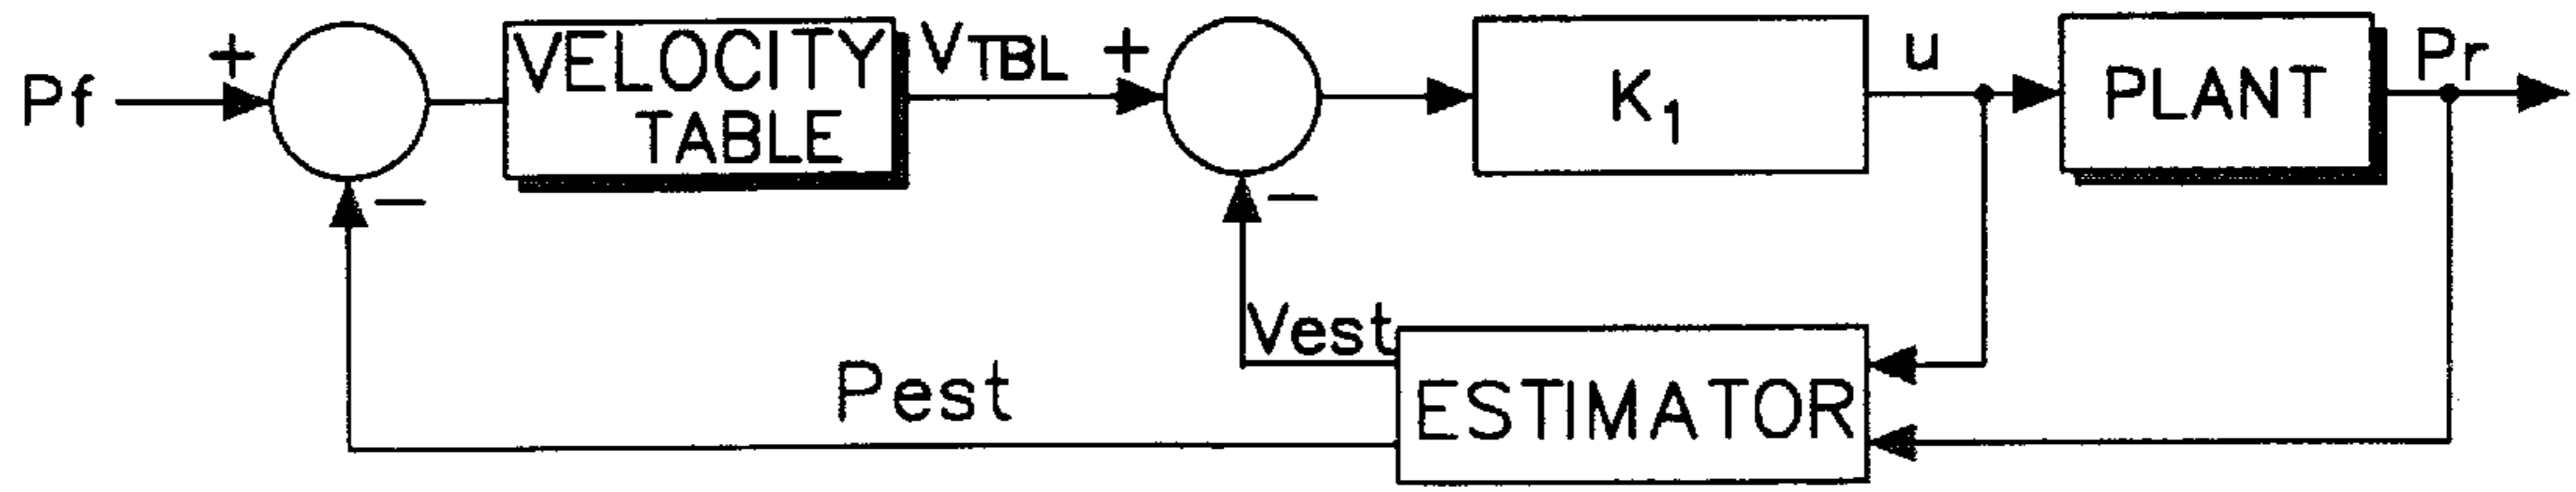 Pf
+
−
VELOCITY
TABLE
VTBL
+
−
K1
u
PLANT
Pr
Vest
Pest
ESTIMATOR